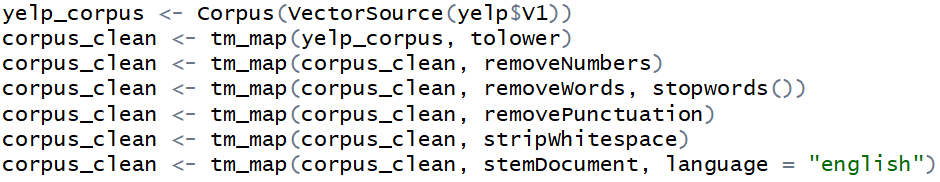 yelp_corpus <- Corpus(VectorSource(yelp$V1))
corpus_clean <- tm_map(yelp_corpus, tolower)
corpus_clean <- tm_map(corpus_clean, removeNumbers)
corpus_clean <- tm_map(corpus_clean, removeWords, stopwords())
corpus_clean <- tm_map(corpus_clean, removePunctuation)
corpus_clean <- tm_map(corpus_clean, stripWhitespace)
corpus_clean <- tm_map(corpus_clean, stemDocument, language = "english")